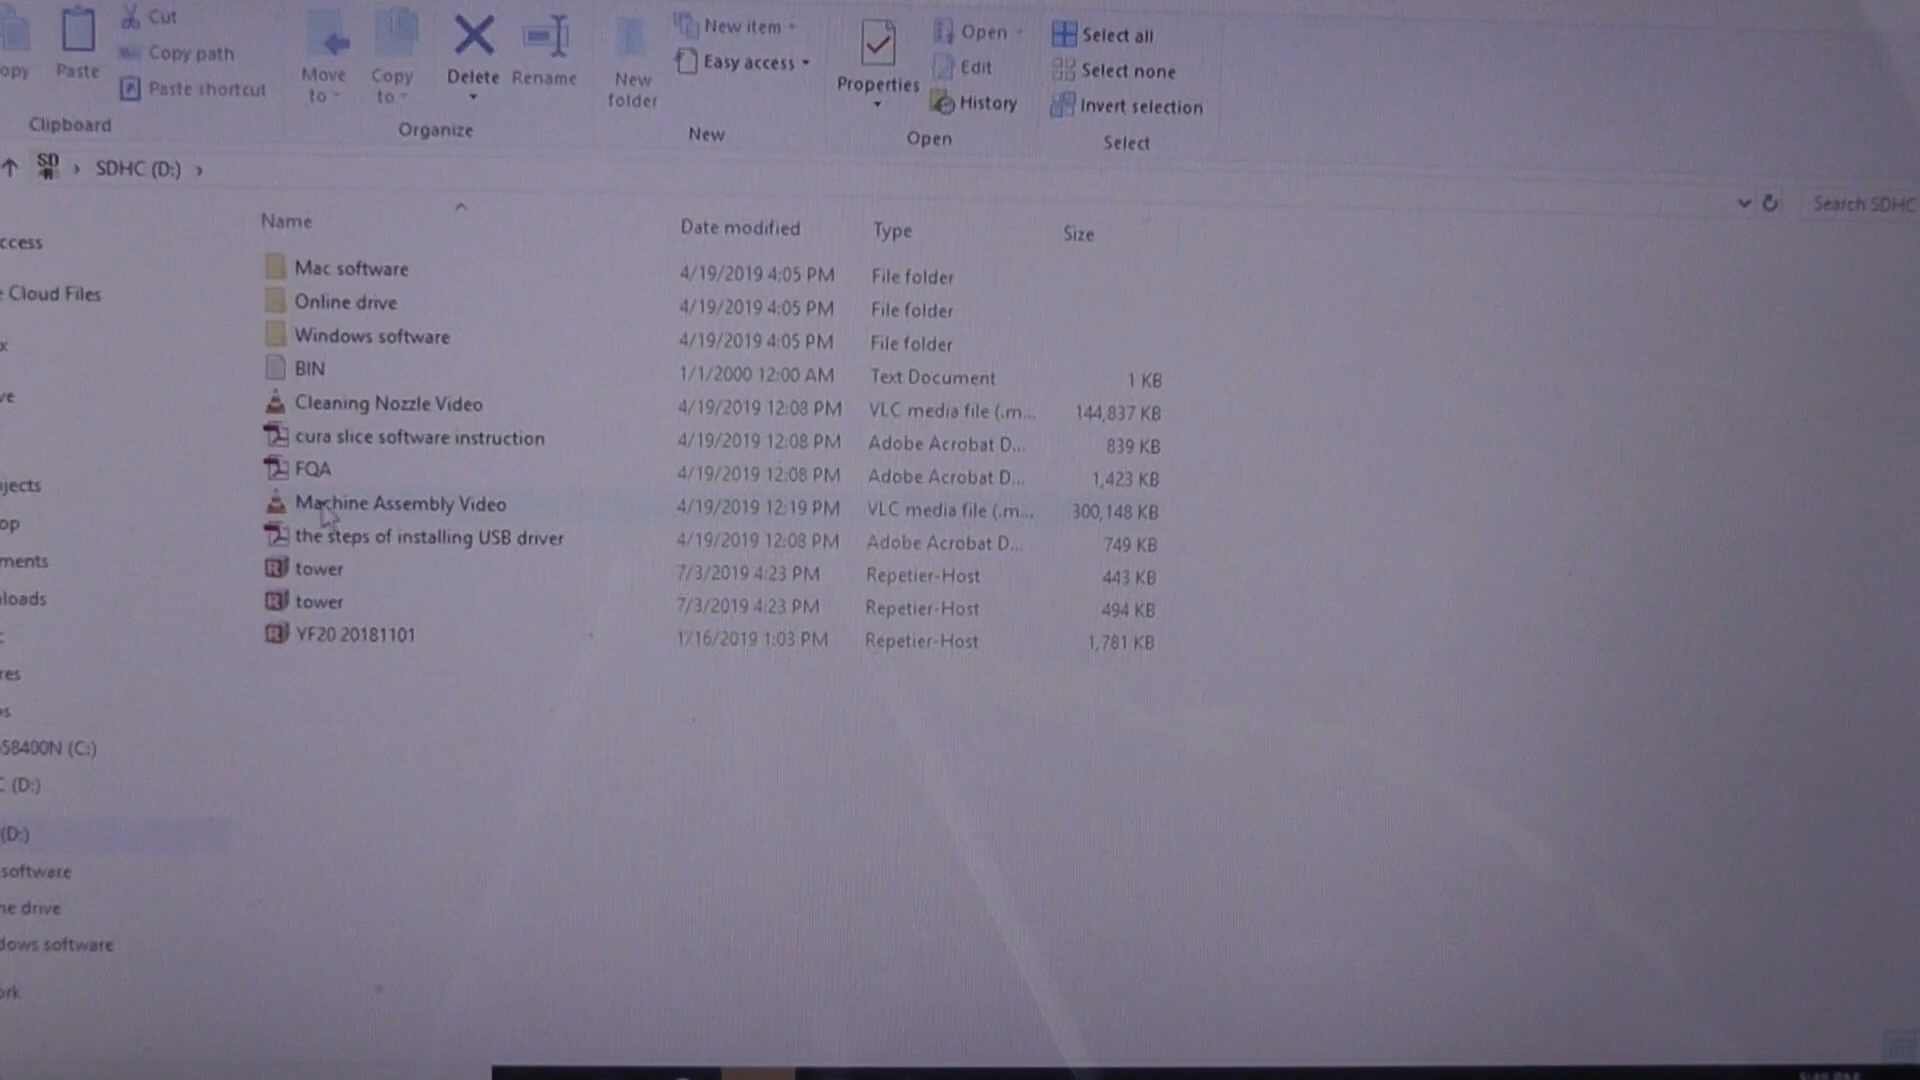 opy
Paste
Cut
Copy path
Paste shortcut
Clipboard
Move to
Copy to
Delete
Rename
Organize
New folder
New item
Easy access
New
Properties
Open
Edit
History
Open
Select all
Select none
Invert selection
Select
SDHC (D:)
Search SDHC
Name Date modified Type Size
Mac software 4/19/2019 4:05 PM File folder
Online drive 4/19/2019 4:05 PM File folder
Windows software 4/19/2019 4:05 PM File folder
BIN 1/1/2000 12:00 AM Text Document 1 KB
Cleaning Nozzle Video 4/19/2019 12:08 PM VLC media file (.m... 144,837 KB
cura slice software instruction 4/19/2019 12:08 PM Adobe Acrobat D... 839 KB
FQA 4/19/2019 12:08 PM Adobe Acrobat D... 1,423 KB
Machine Assembly Video 4/19/2019 12:19 PM VLC media file (.m... 300,148 KB
the steps of installing USB driver 4/19/2019 12:08 PM Adobe Acrobat D... 749 KB
tower 7/3/2019 4:23 PM Repetier-Host 443 KB
tower 7/3/2019 4:23 PM Repetier-Host 494 KB
YF20 20181101 1/16/2019 1:03 PM Repetier-Host 1,781 KB
ccess
Cloud Files
x
ve
jects
op
ments
loads
res
58400N (C:)
C (D:)
(D:)
software
ne drive
dows software
ork